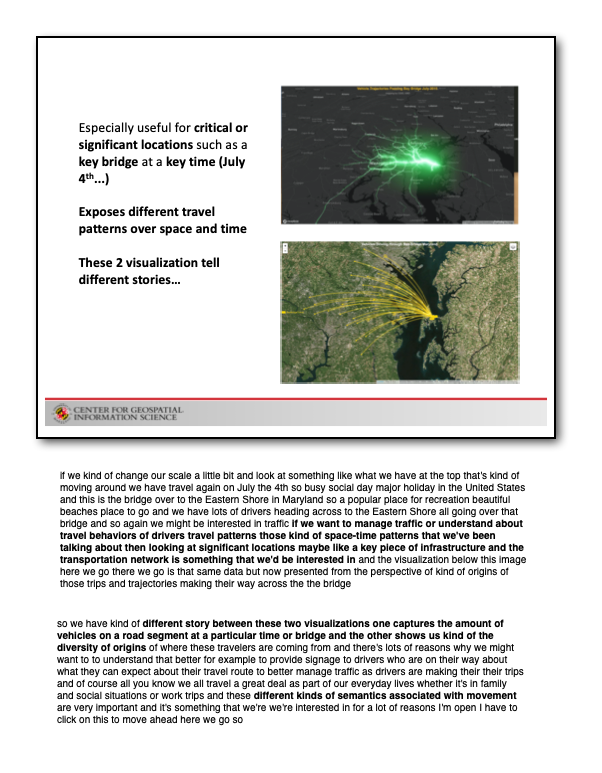 Especially useful for critical or
significant locations such as a
key bridge at a key time (July
4th...)
Exposes different travel
patterns over space and time
These 2 visualization tell
different stories…
CENTER FOR GEOSPATIAL
INFORMATION SCIENCE
if we kind of change our scale a little bit and look at something like what we have at the top that's kind of
moving around we have travel again on July the 4th so busy social day major holiday in the United States
and this is the bridge over to the Eastern Shore in Maryland so a popular place for recreation beautiful
beaches place to go and we have lots of drivers heading across to the Eastern Shore all going over that
bridge and so again we might be interested in traffic if we want to manage traffic or understand about
travel behaviors of drivers travel patterns those kind of space-time patterns that we've been
talking about then looking at significant locations maybe like a key piece of infrastructure and the
transportation network is something that we'd be interested in and the visualization below this image
here we go there we go is that same data but now presented from the perspective of kind of origins of
those trips and trajectories making their way across the the bridge
so we have kind of different story between these two visualizations one captures the amount of
vehicles on a road segment at a particular time or bridge and the other shows us kind of the
diversity of origins of where these travelers are coming from and there's lots of reasons why we might
want to to understand that better for example to provide signage to drivers who are on their way about
what they can expect about their travel route to better manage traffic as drivers are making their their trips
and of course all you know we all travel a great deal as part of our everyday lives whether it's in family
and social situations or work trips and these different kinds of semantics associated with movement
are very important and it's something that we're we're interested in for a lot of reasons I'm open I have to
click on this to move ahead here we go so